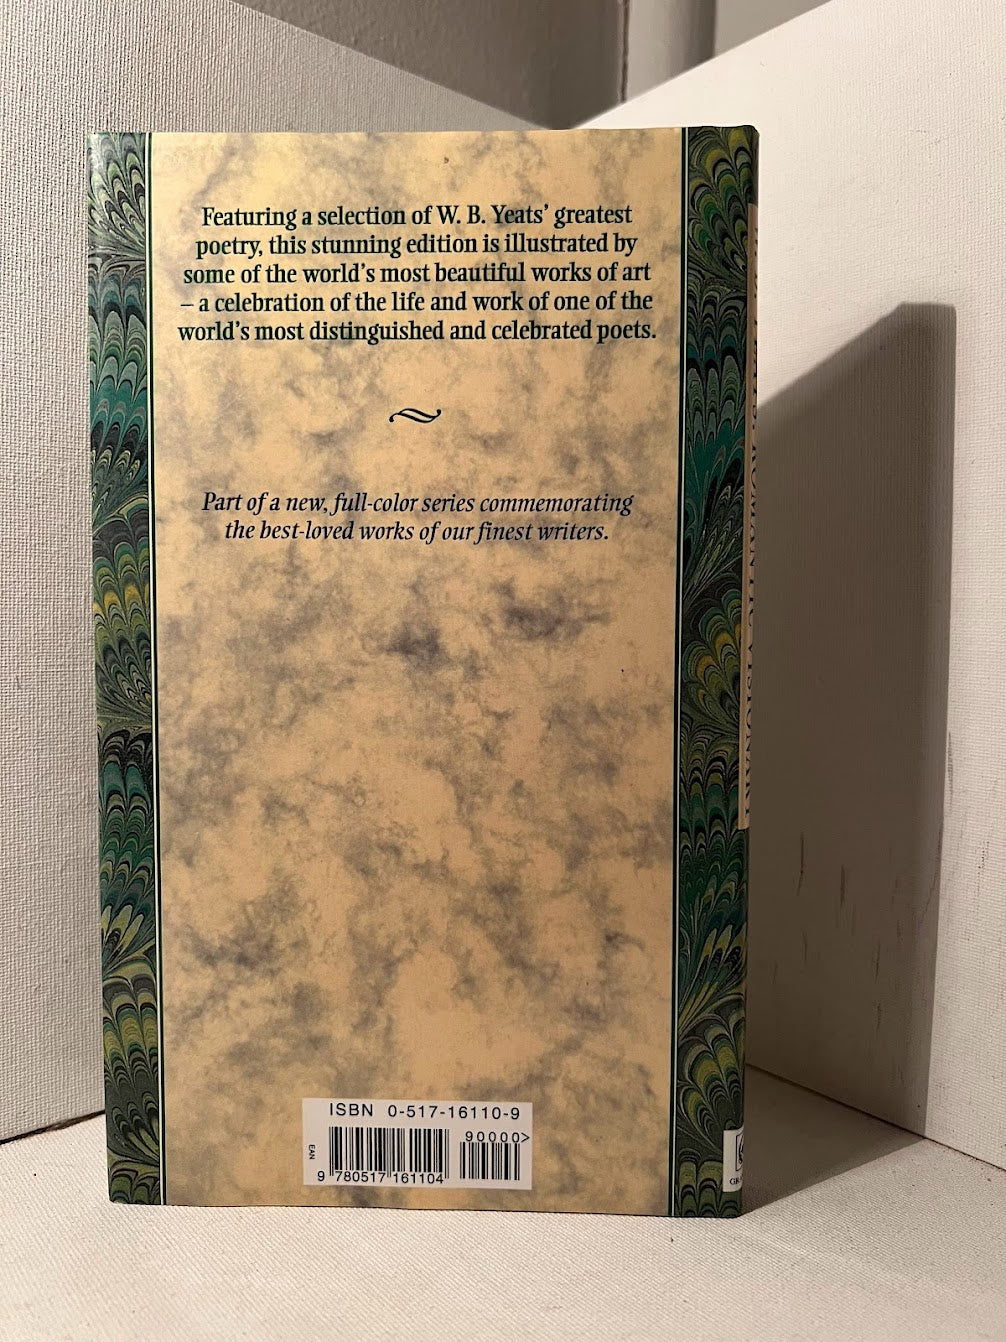 Featuring a selection of W. B. Yeats’ greatest
poetry, this stunning edition is illustrated by
some of the world’s most beautiful works of art
– a celebration of the life and work of one of the
world’s most distinguished and celebrated poets.
Part of a new, full-color series commemorating
the best-loved works of our finest writers.
ISBN 0-517-16110-9
90000>
EAN
9 780517 161104
ROMANTIC VISIONARY